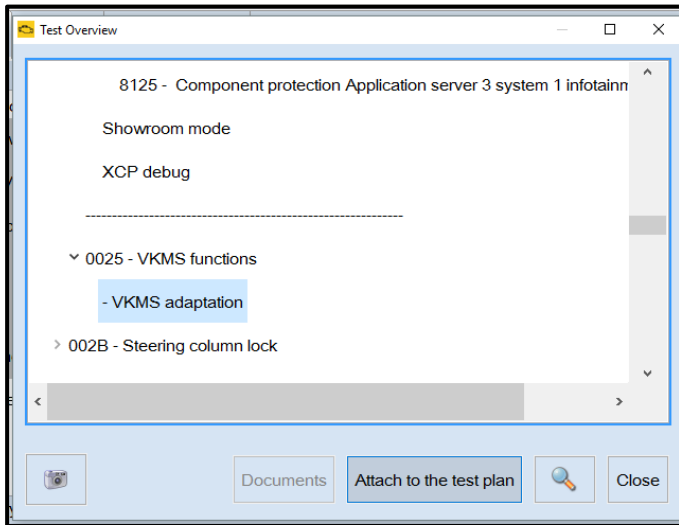 Test Overview
8125 - Component protection Application server 3 system 1 infotainm
Showroom mode
XCP debug
------------------------------------------------------------
0025 - VKMS functions
- VKMS adaptation
002B - Steering column lock
Documents
Attach to the test plan
Close